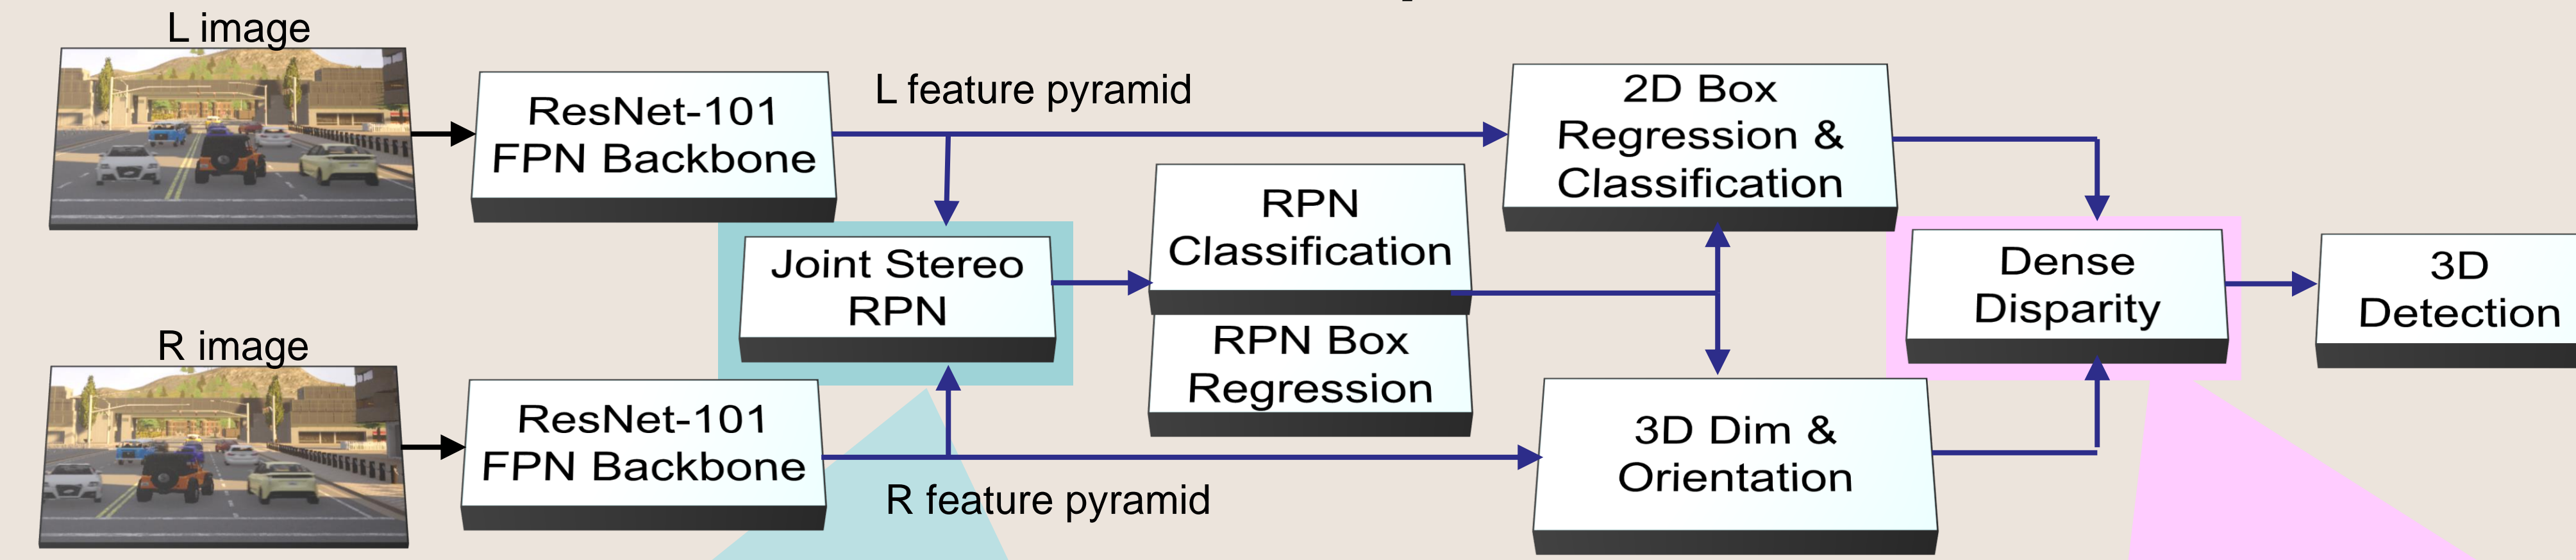 L image
ResNet-101
FPN Backbone
L feature pyramid
2D Box
Regression &
Classification
RPN
Classification
Joint Stereo
RPN
RPN Box
Regression
Dense
Disparity
3D
Detection
R image
ResNet-101
FPN Backbone
R feature pyramid
3D Dim &
Orientation